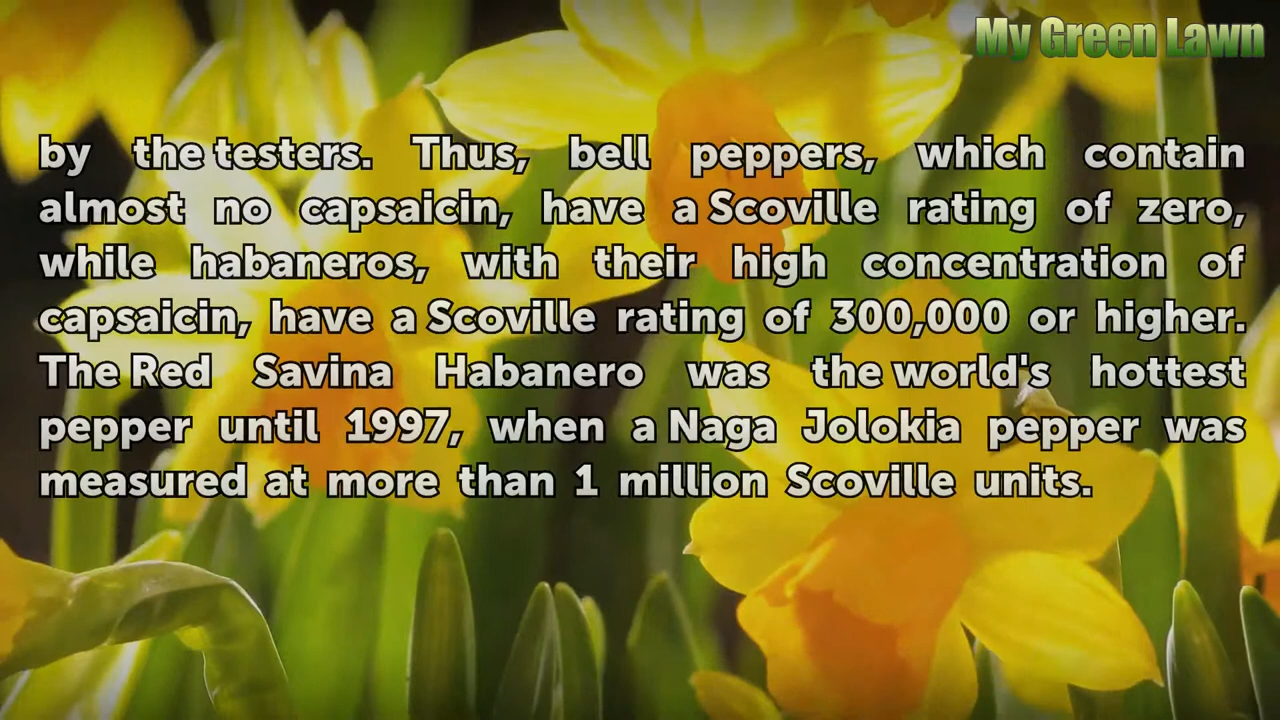 My Green Lawn
by the testers. Thus, bell peppers, which contain
almost no capsaicin, have a Scoville rating of zero,
while habaneros, with their high concentration of
capsaicin, have a Scoville rating of 300,000 or higher.
The Red Savina Habanero was the world's hottest
pepper until 1997, when a Naga Jolokia pepper was
measured at more than 1 million Scoville units.